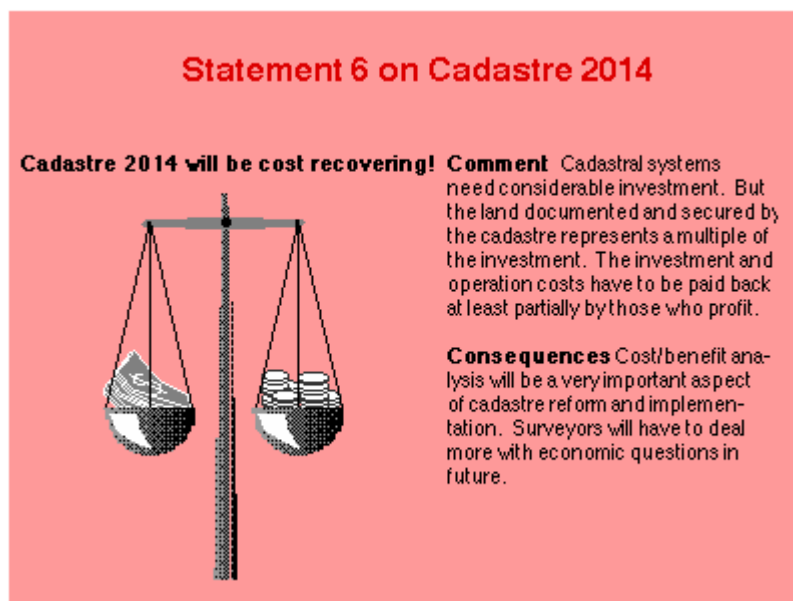 Statement 6 on Cadastre 2014
Cadastre 2014 will be cost recovering!
Comment Cadastral systems
need considerable investment. But
the land documented and secured by
the cadastre represents a multiple of
the investment. The investment and
operation costs have to be paid back
at least partially by those who profit.
Consequences Cost/benefit ana-
lysis will be a very important aspect
of cadastre reform and implemen-
tation. Surveyors will have to deal
more with economic questions in
future.